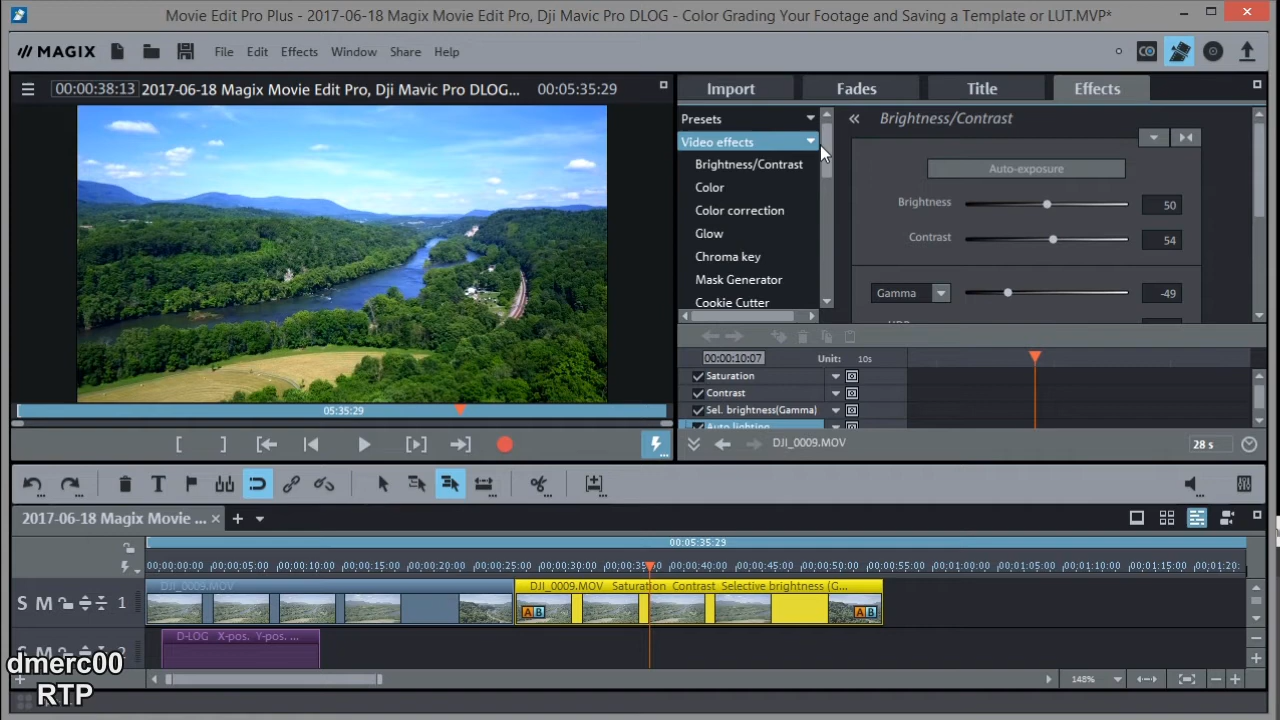 Movie Edit Pro Plus - 2017-06-18 Magix Movie Edit Pro, Dji Mavic Pro DLOG - Color Grading Your Footage and Saving a Template or LUT.MVP*
MAGIX
File Edit Effects Window Share Help
00:00:38:13 2017-06-18 Magix Movie Edit Pro, Dji Mavic Pro DLOG... 00:05:35:29
Import Fades Title Effects
Presets
Video effects
Brightness/Contrast
Color
Color correction
Glow
Chroma key
Mask Generator
Cookie Cutter
Brightness/Contrast
Auto-exposure
Brightness 50
Contrast 54
Gamma -49
00:00:10:07 Unit: 10s
Saturation
Contrast
Sel. brightness(Gamma)
Auto lighting
05:35:29
DJI_0009.MOV 28 s
2017-06-18 Magix Movie ...
00:05:35:29
00:00:00:00 00:00:05:00 00:00:10:00 00:00:15:00 00:00:20:00 00:00:25:00 00:00:30:00 00:00:40:00 00:00:45:00 00:00:50:00 00:00:55:00 00:01:00:00 00:01:05:00 00:01:10:00 00:01:15:00 00:01:20:
DJI_0009.MOV
DJI_0009.MOV Saturation Contrast Selective brightness (G...
S M 1
AB AB
D-LOG X-pos. Y-pos. ...
148%
dmerc00
RTP